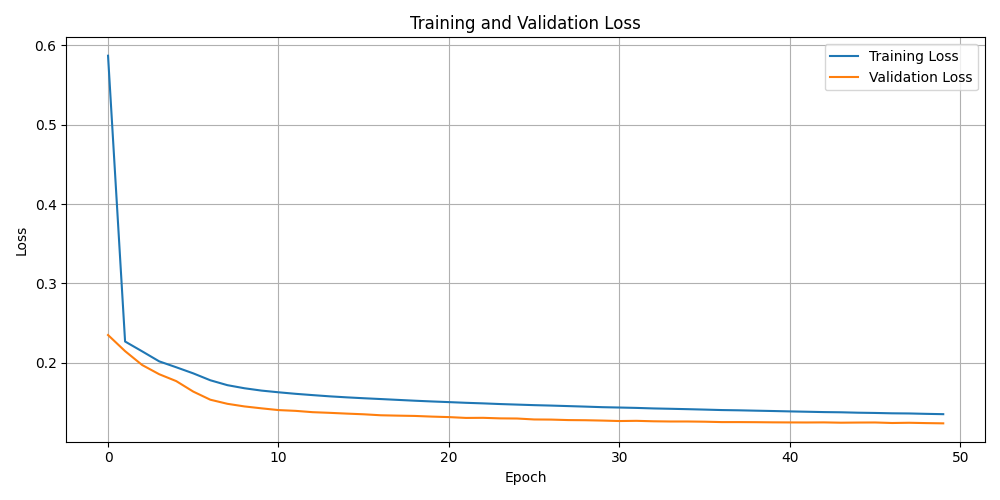 Training and Validation Loss
Training Loss
Validation Loss
Loss
0.6
0.5
0.4
0.3
0.2
0 10 20 30 40 50
Epoch